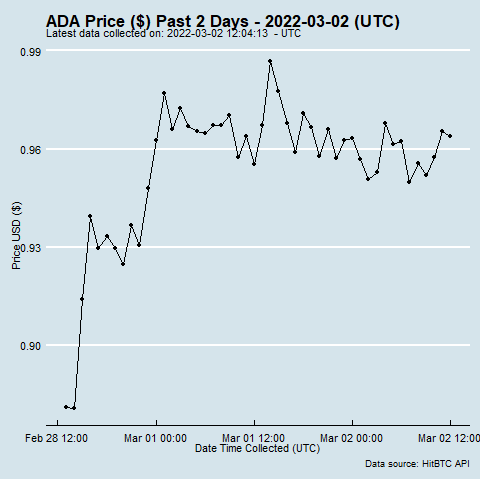 ADA Price ($) Past 2 Days - 2022-03-02 (UTC)
Latest data collected on: 2022-03-02 12:04:13  - UTC
0.99
0.96
0.93
0.90
Price USD ($)
Feb 28 12:00
Mar 01 00:00
Mar 01 12:00
Mar 02 00:00
Mar 02 12:00
Date Time Collected (UTC)
Data source: HitBTC API